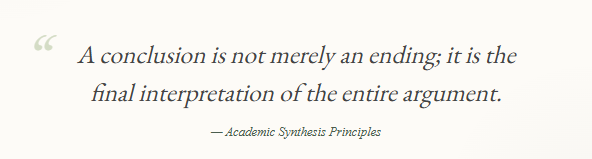 “ A conclusion is not merely an ending; it is the
final interpretation of the entire argument.
— Academic Synthesis Principles